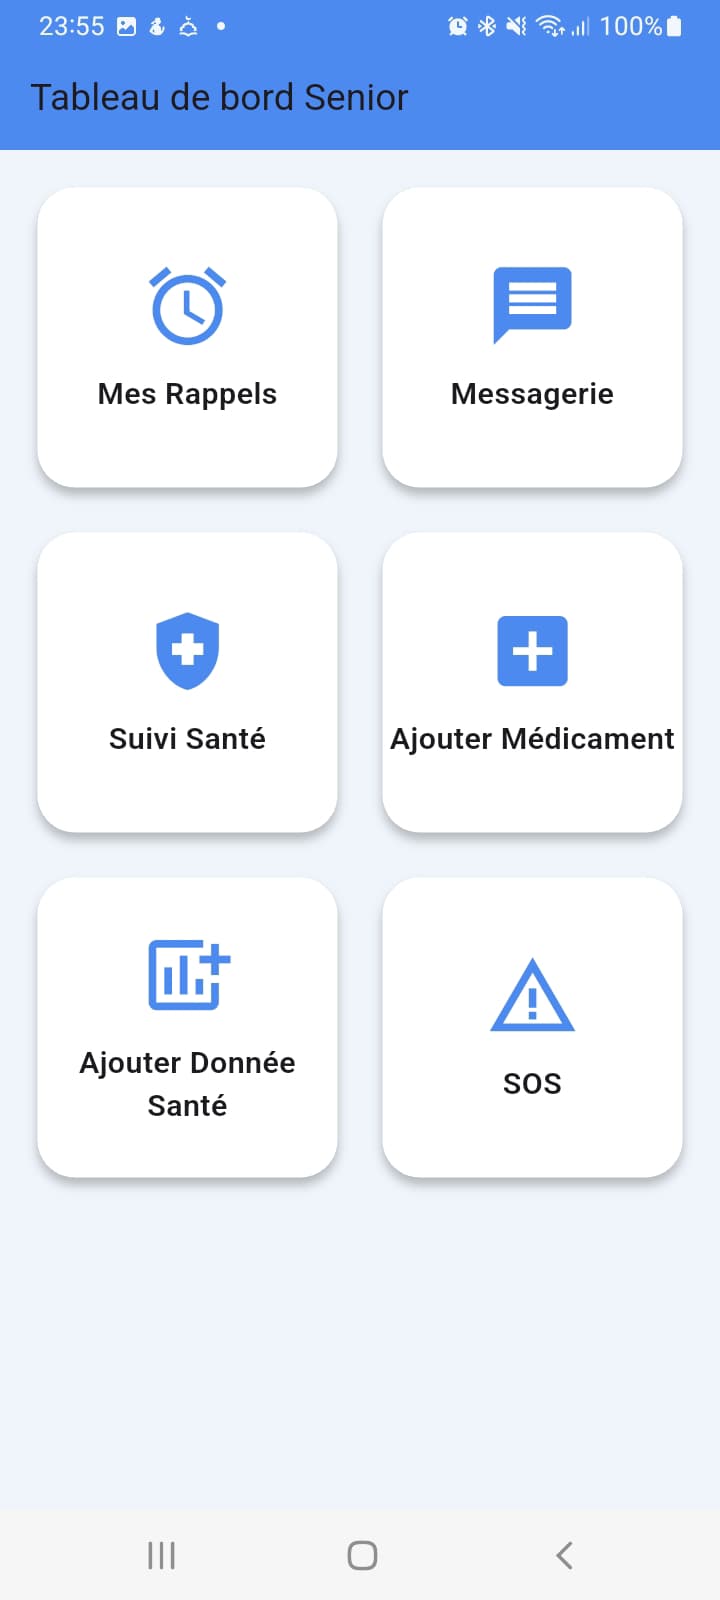 23:55
100%
Tableau de bord Senior
Mes Rappels
Messagerie
Suivi Santé
Ajouter Médicament
Ajouter Donnée
Santé
SOS